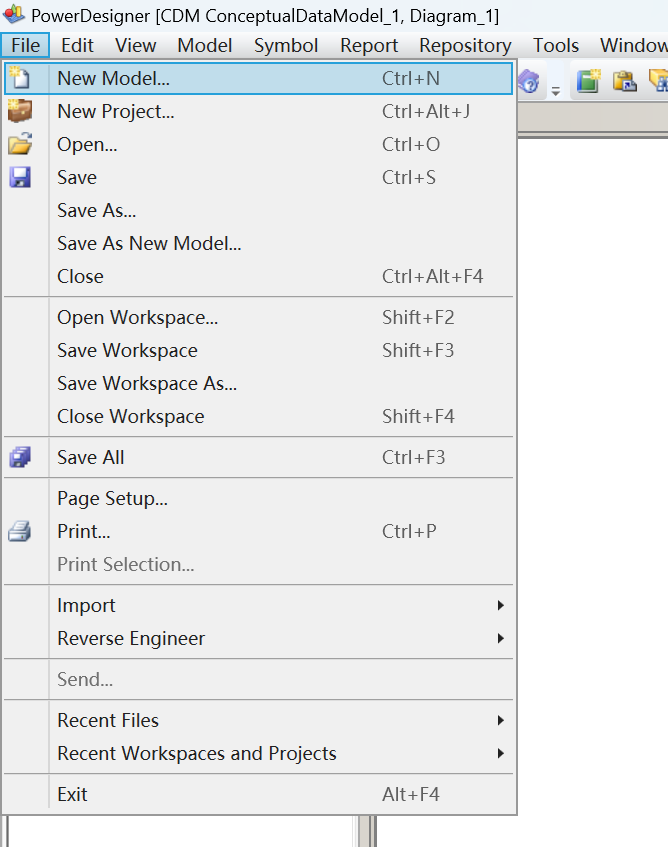 PowerDesigner [CDM ConceptualDataModel_1, Diagram_1]
File Edit View Model Symbol Report Repository Tools Window
New Model... Ctrl+N
New Project... Ctrl+Alt+J
Open... Ctrl+O
Save Ctrl+S
Save As...
Save As New Model...
Close Ctrl+Alt+F4
Open Workspace... Shift+F2
Save Workspace Shift+F3
Save Workspace As...
Close Workspace Shift+F4
Save All Ctrl+F3
Page Setup...
Print... Ctrl+P
Print Selection...
Import
Reverse Engineer
Send...
Recent Files
Recent Workspaces and Projects
Exit Alt+F4